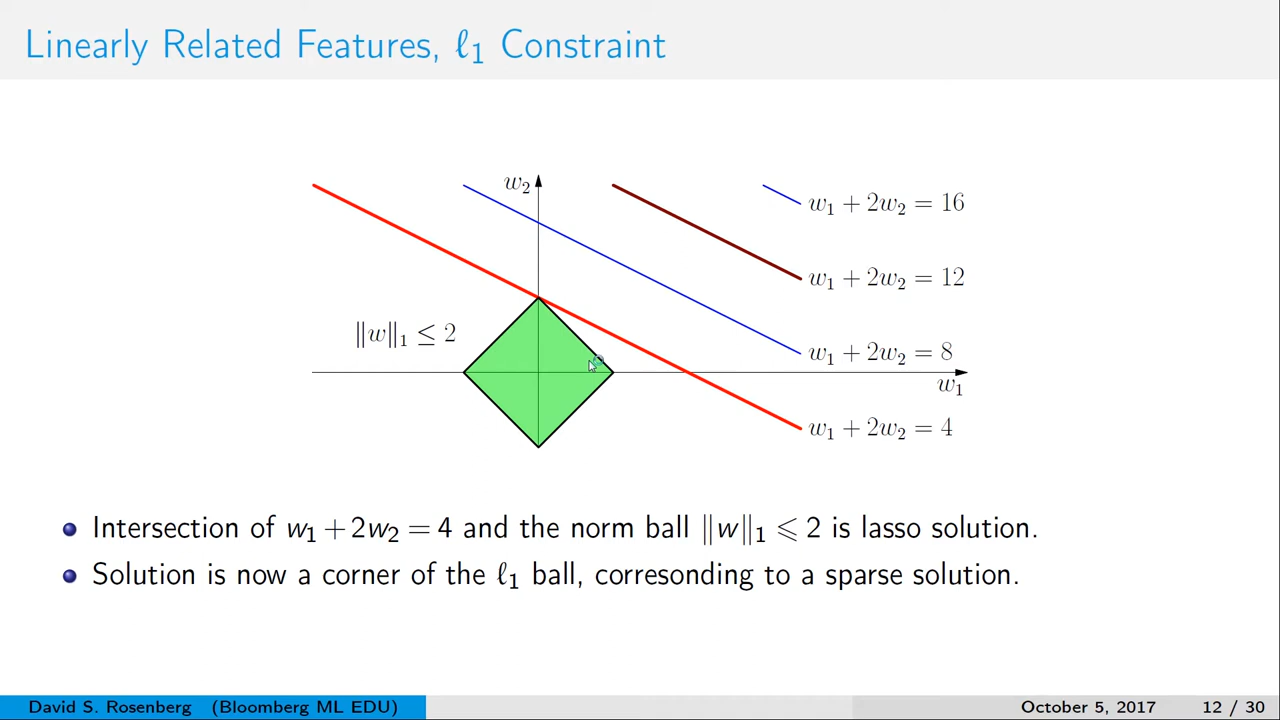 Linearly Related Features, ℓ₁ Constraint
w₂
w₁ + 2w₂ = 16
w₁ + 2w₂ = 12
‖w‖₁ ≤ 2
w₁ + 2w₂ = 8
w₁
w₁ + 2w₂ = 4
Intersection of w₁ + 2w₂ = 4 and the norm ball ‖w‖₁ ⩽ 2 is lasso solution.
Solution is now a corner of the ℓ₁ ball, corresonding to a sparse solution.
David S. Rosenberg (Bloomberg ML EDU) October 5, 2017 12 / 30